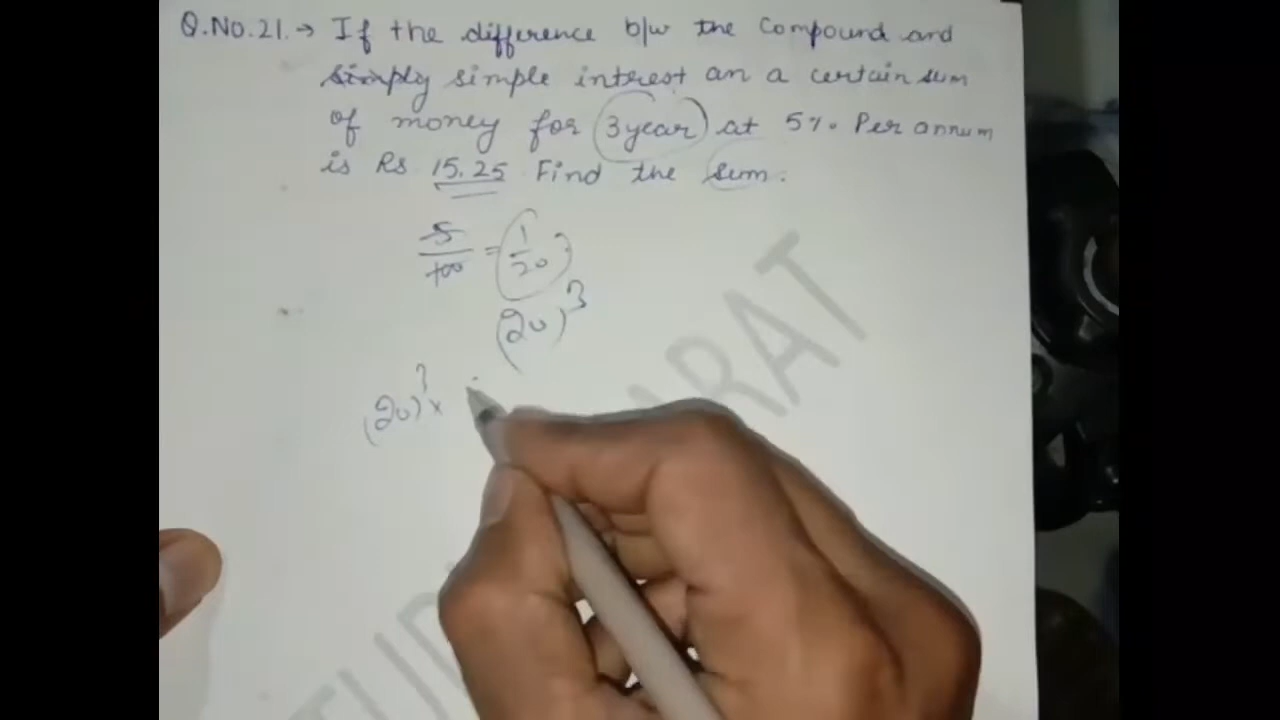 Q.No.21.→ If the difference b/w the Compound and
simply simple interest an a certain sum
of money for 3 year at 5%. Per annum
is Rs 15.25 Find the sum.
5/100 = 1/20
(20)³
(20)³ ×